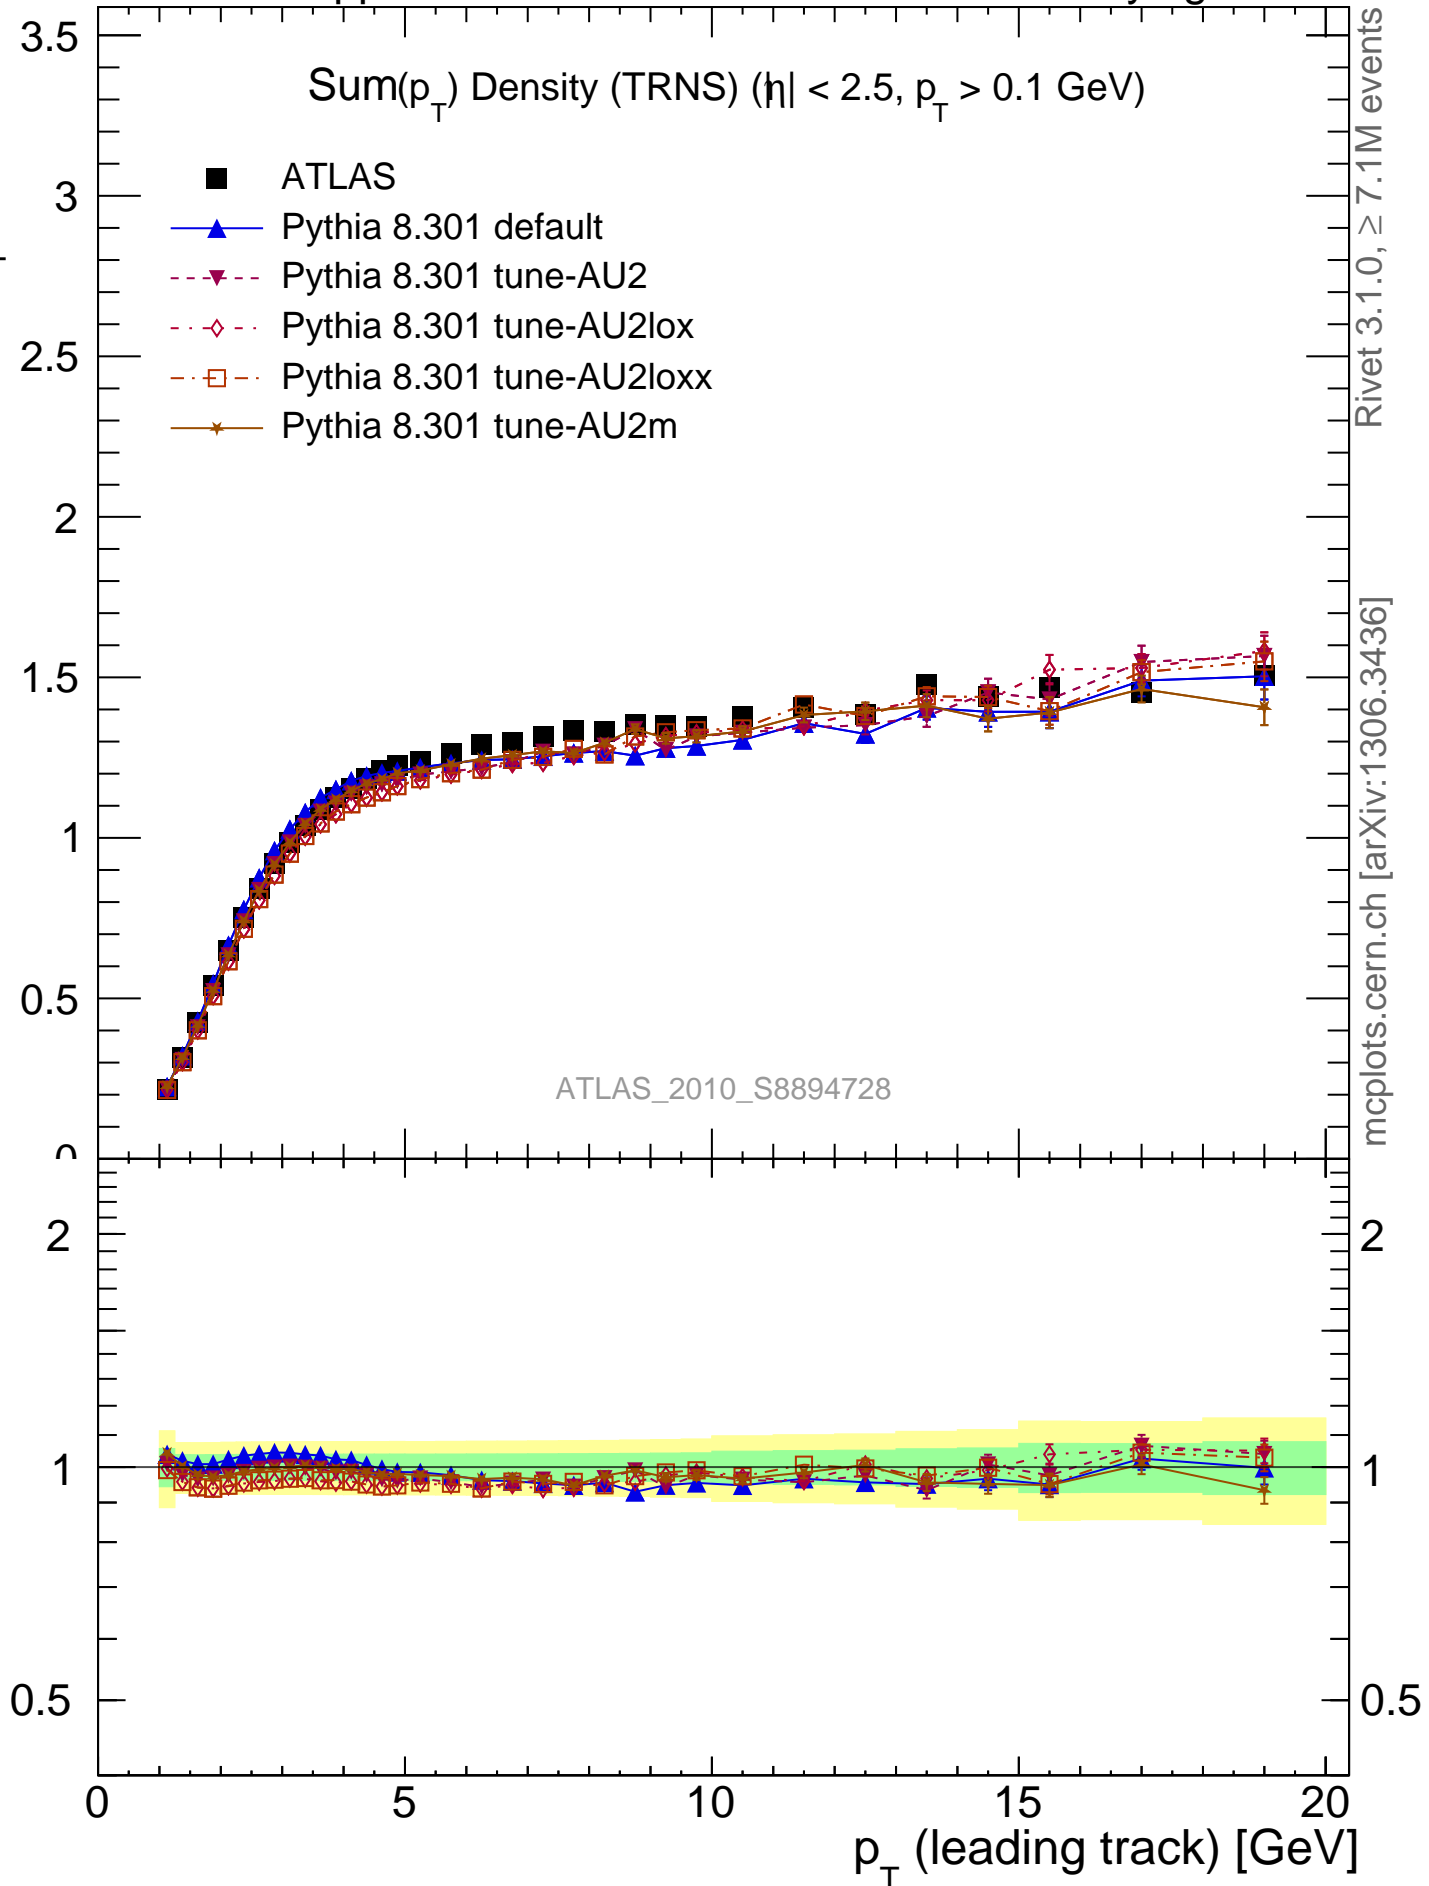 Sum(p_T) Density (TRNS) (|η| < 2.5, p_T > 0.1 GeV)
ATLAS
Pythia 8.301 default
Pythia 8.301 tune-AU2
Pythia 8.301 tune-AU2lox
Pythia 8.301 tune-AU2loxx
Pythia 8.301 tune-AU2m
3.5
3
2.5
2
1.5
1
0.5
0
ATLAS_2010_S8894728
Rivet 3.1.0, ≥ 7.1M events
mcplots.cern.ch [arXiv:1306.3436]
2
1
0.5
2
1
0.5
0 5 10 15 20
p_T (leading track) [GeV]